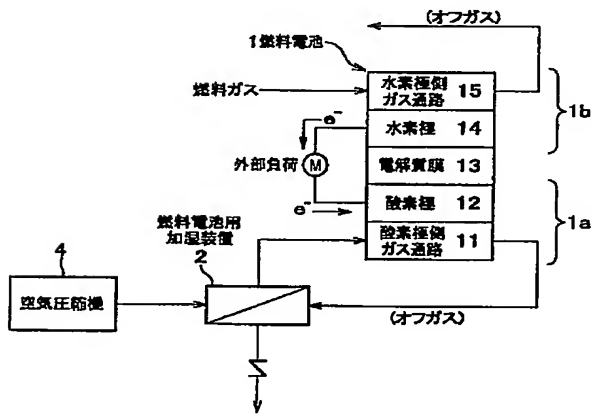 (オフガス)
1燃料電池
燃料ガス
水素極側
ガス通路 15
1b
e⁻
水素極 14
外部負荷 M
電解質膜 13
e⁻
酸素極 12
1a
燃料電池用
加湿装置
2
酸素極側
ガス通路 11
4
空気圧縮機
(オフガス)